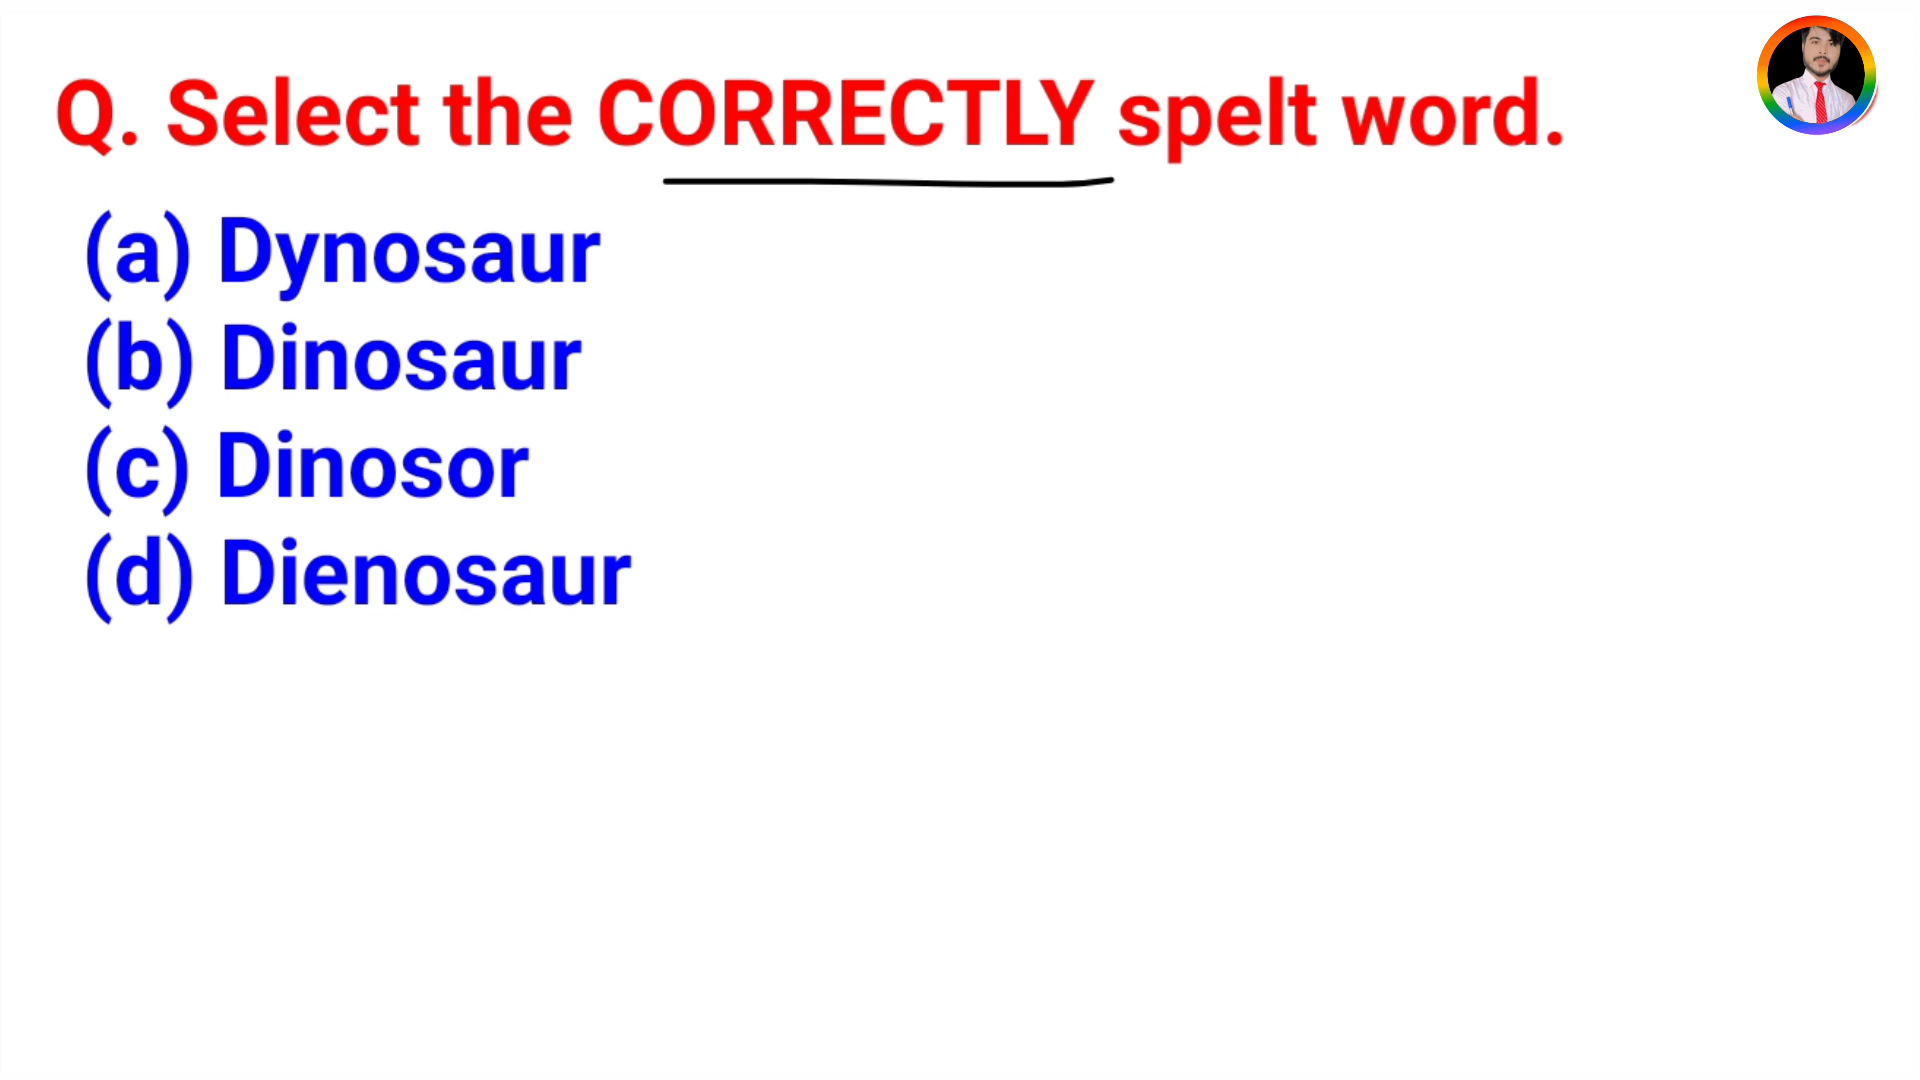 Q. Select the CORRECTLY spelt word.
(a) Dynosaur
(b) Dinosaur
(c) Dinosor
(d) Dienosaur